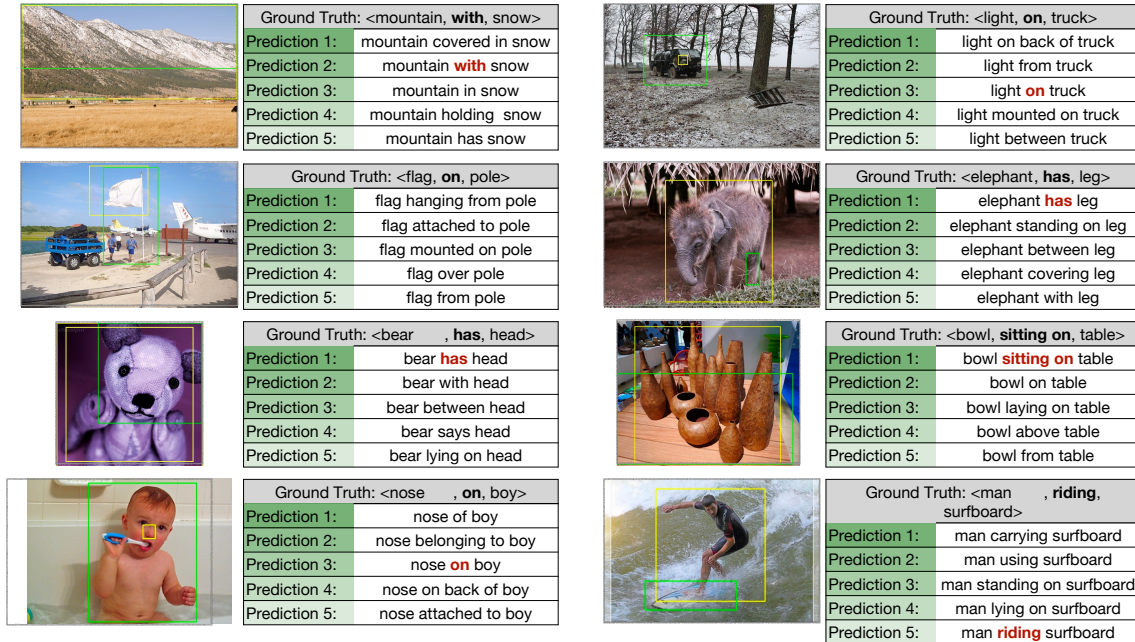 Ground Truth: <mountain, with, snow>
Prediction 1: mountain covered in snow
Prediction 2: mountain with snow
Prediction 3: mountain in snow
Prediction 4: mountain holding snow
Prediction 5: mountain has snow
Ground Truth: <light, on, truck>
Prediction 1: light on back of truck
Prediction 2: light from truck
Prediction 3: light on truck
Prediction 4: light mounted on truck
Prediction 5: light between truck
Ground Truth: <flag, on, pole>
Prediction 1: flag hanging from pole
Prediction 2: flag attached to pole
Prediction 3: flag mounted on pole
Prediction 4: flag over pole
Prediction 5: flag from pole
Ground Truth: <elephant, has, leg>
Prediction 1: elephant has leg
Prediction 2: elephant standing on leg
Prediction 3: elephant between leg
Prediction 4: elephant covering leg
Prediction 5: elephant with leg
Ground Truth: <bear , has, head>
Prediction 1: bear has head
Prediction 2: bear with head
Prediction 3: bear between head
Prediction 4: bear says head
Prediction 5: bear lying on head
Ground Truth: <bowl, sitting on, table>
Prediction 1: bowl sitting on table
Prediction 2: bowl on table
Prediction 3: bowl laying on table
Prediction 4: bowl above table
Prediction 5: bowl from table
Ground Truth: <nose , on, boy>
Prediction 1: nose of boy
Prediction 2: nose belonging to boy
Prediction 3: nose on boy
Prediction 4: nose on back of boy
Prediction 5: nose attached to boy
Ground Truth: <man , riding,
surfboard>
Prediction 1: man carrying surfboard
Prediction 2: man using surfboard
Prediction 3: man standing on surfboard
Prediction 4: man lying on surfboard
Prediction 5: man riding surfboard